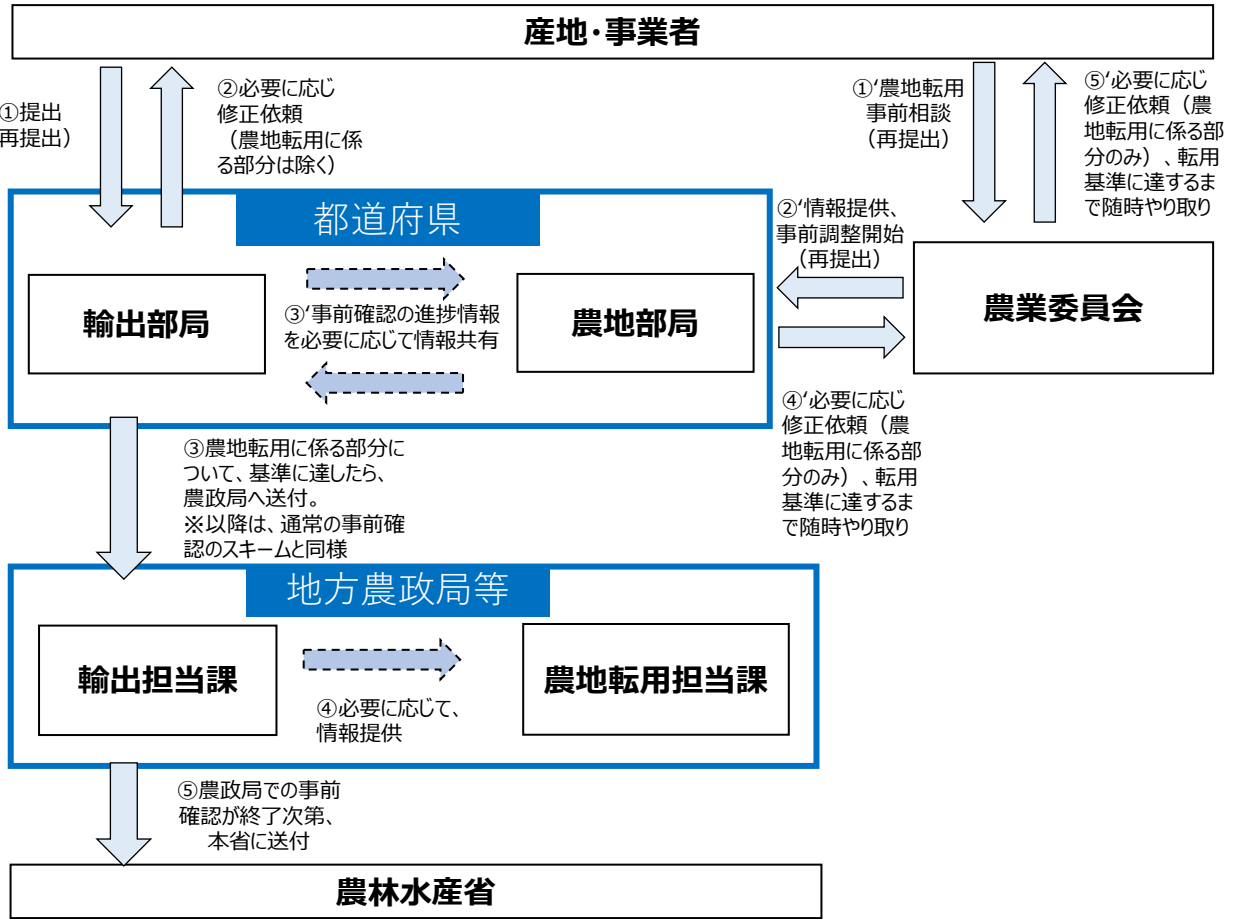 産地・事業者
①提出
再提出）
②必要に応じ
修正依頼
（農地転用に係
る部分は除く）
①‘農地転用
事前相談
（再提出）
⑤‘必要に応じ
修正依頼（農
地転用に係る部
分のみ）、転用
基準に達するま
で随時やり取り
都道府県
輸出部局
③‘事前確認の進捗情報
を必要に応じて情報共有
農地部局
②‘情報提供、
事前調整開始
（再提出）
農業委員会
④‘必要に応じ
修正依頼（農
地転用に係る部
分のみ）、転用
基準に達するま
で随時やり取り
③農地転用に係る部分に
ついて、基準に達したら、
農政局へ送付。
※以降は、通常の事前確
認のスキームと同様
地方農政局等
輸出担当課
④必要に応じて、
情報提供
農地転用担当課
⑤農政局での事前
確認が終了次第、
本省に送付
農林水産省